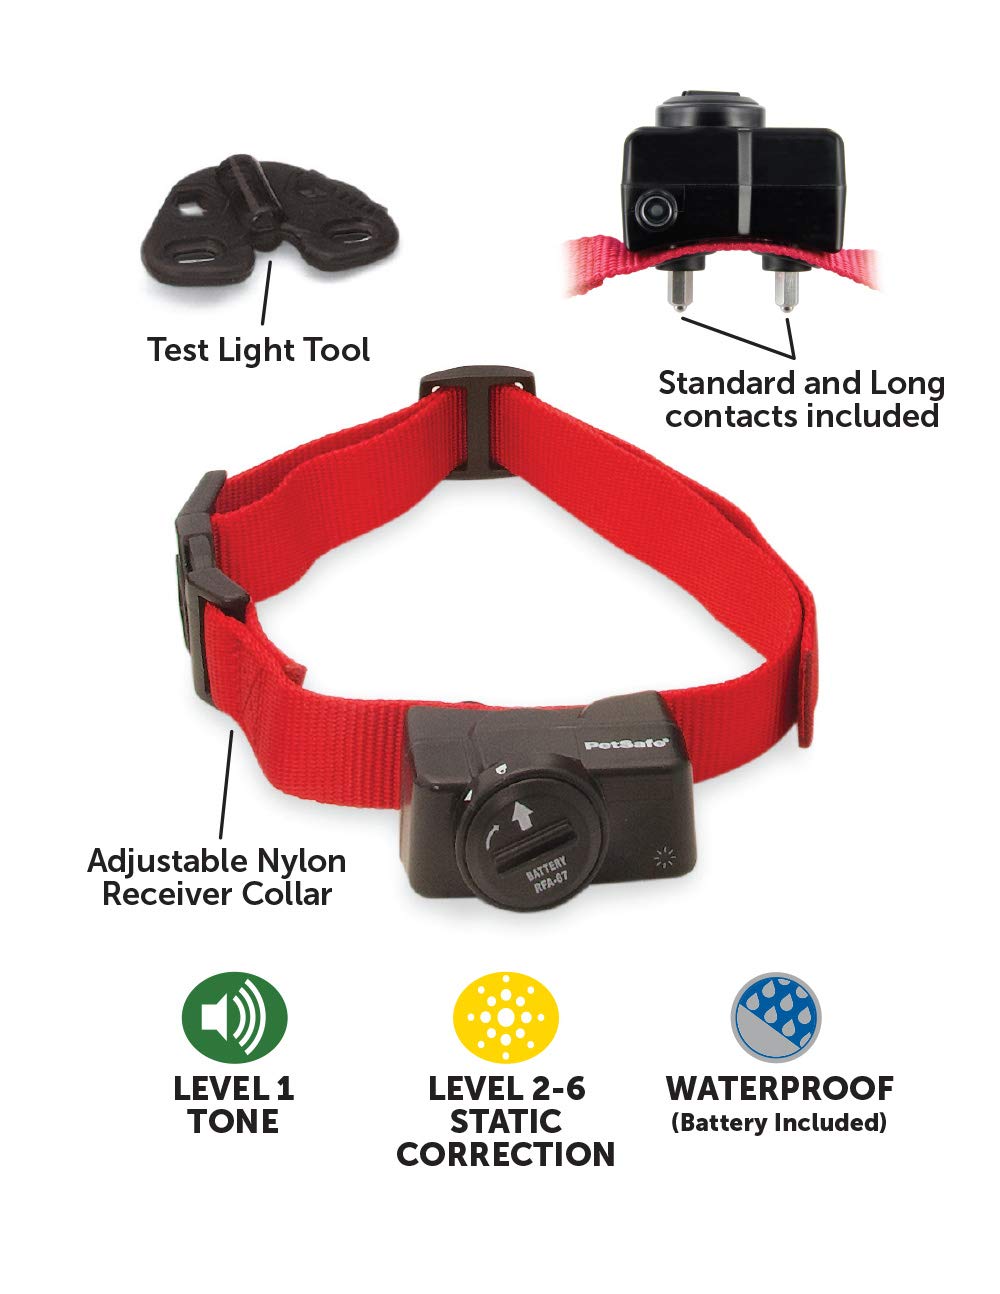 Test Light Tool
Standard and Long
contacts included
PetSafe®
BATTERY
RFA-67
Adjustable Nylon
Receiver Collar
LEVEL 1
TONE
LEVEL 2-6
STATIC
CORRECTION
WATERPROOF
(Battery Included)